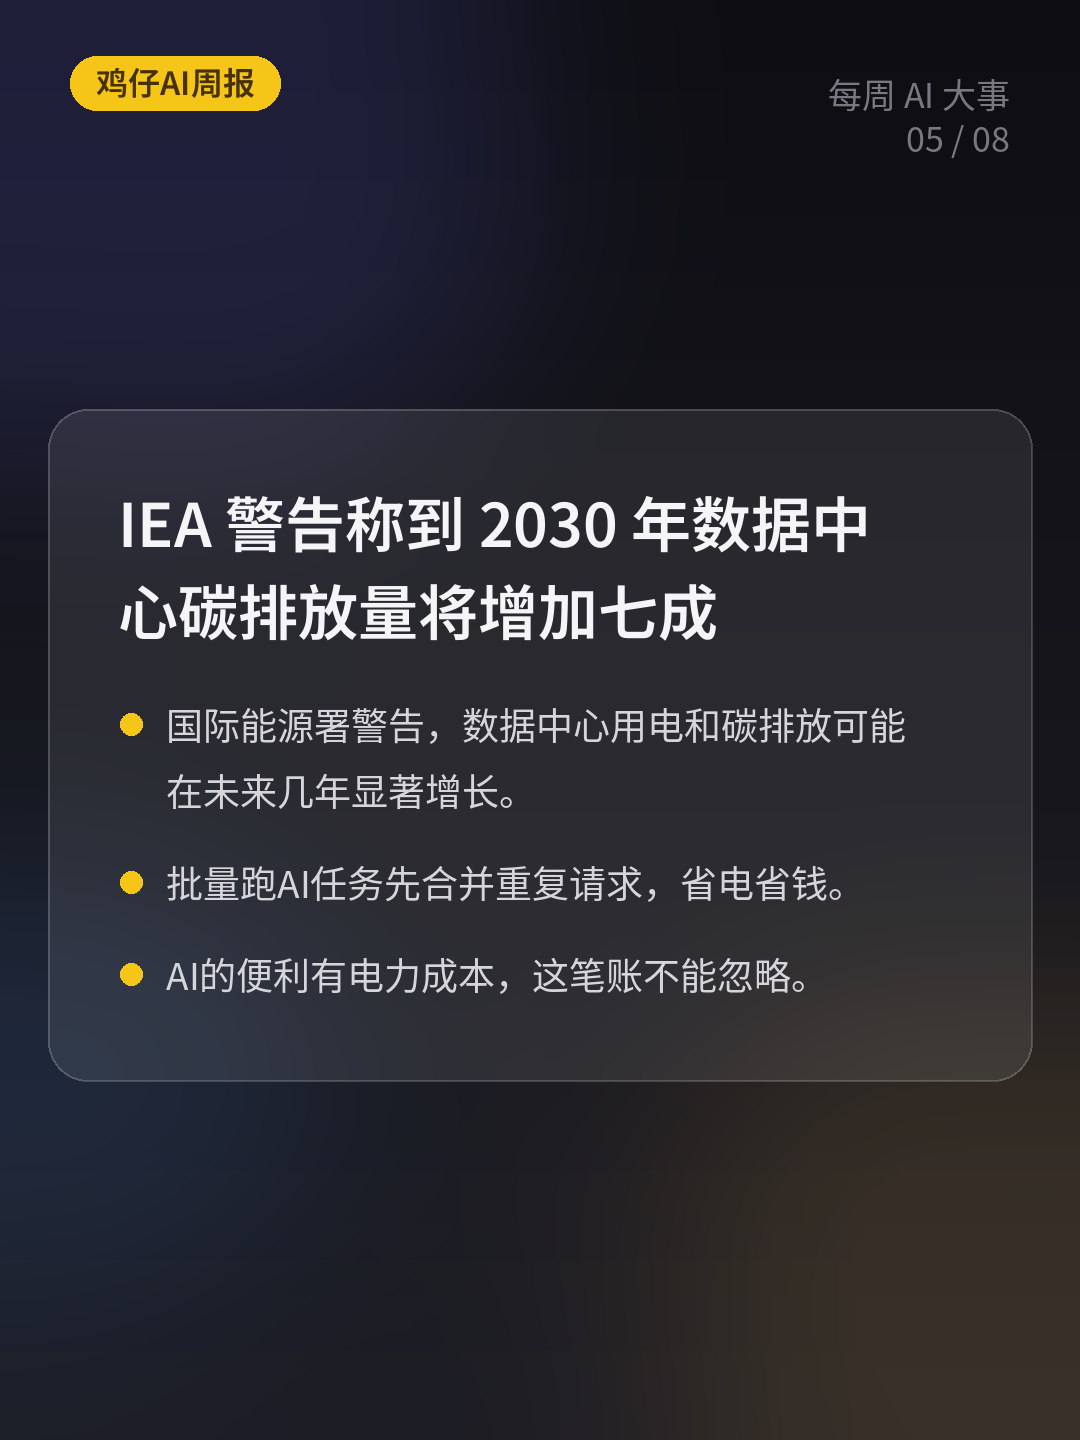 鸡仔AI周报
每周 AI 大事
05 / 08
IEA 警告称到 2030 年数据中
心碳排放量将增加七成
国际能源署警告，数据中心用电和碳排放可能
在未来几年显著增长。
批量跑AI任务先合并重复请求，省电省钱。
AI的便利有电力成本，这笔账不能忽略。